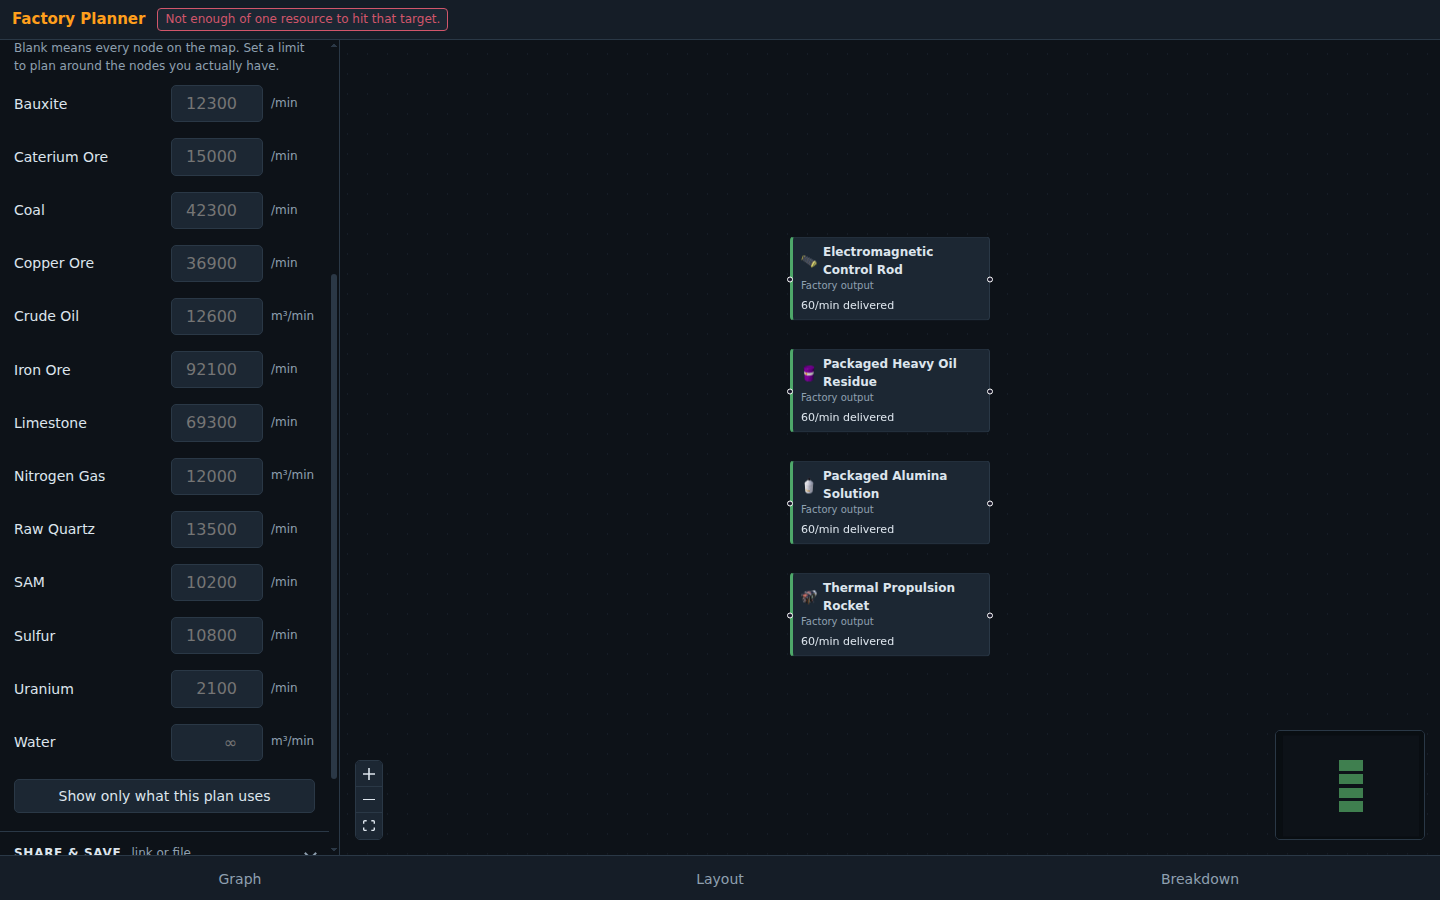 Factory Planner
Not enough of one resource to hit that target.
Blank means every node on the map. Set a limit
to plan around the nodes you actually have.
Bauxite 12300 /min
Caterium Ore 15000 /min
Coal 42300 /min
Copper Ore 36900 /min
Crude Oil 12600 m³/min
Iron Ore 92100 /min
Limestone 69300 /min
Nitrogen Gas 12000 m³/min
Raw Quartz 13500 /min
SAM 10200 /min
Sulfur 10800 /min
Uranium 2100 /min
Water ∞ m³/min
Show only what this plan uses
SHARE & SAVE link or file
Electromagnetic
Control Rod
Factory output
60/min delivered
Packaged Heavy Oil
Residue
Factory output
60/min delivered
Packaged Alumina
Solution
Factory output
60/min delivered
Thermal Propulsion
Rocket
Factory output
60/min delivered
Graph
Layout
Breakdown